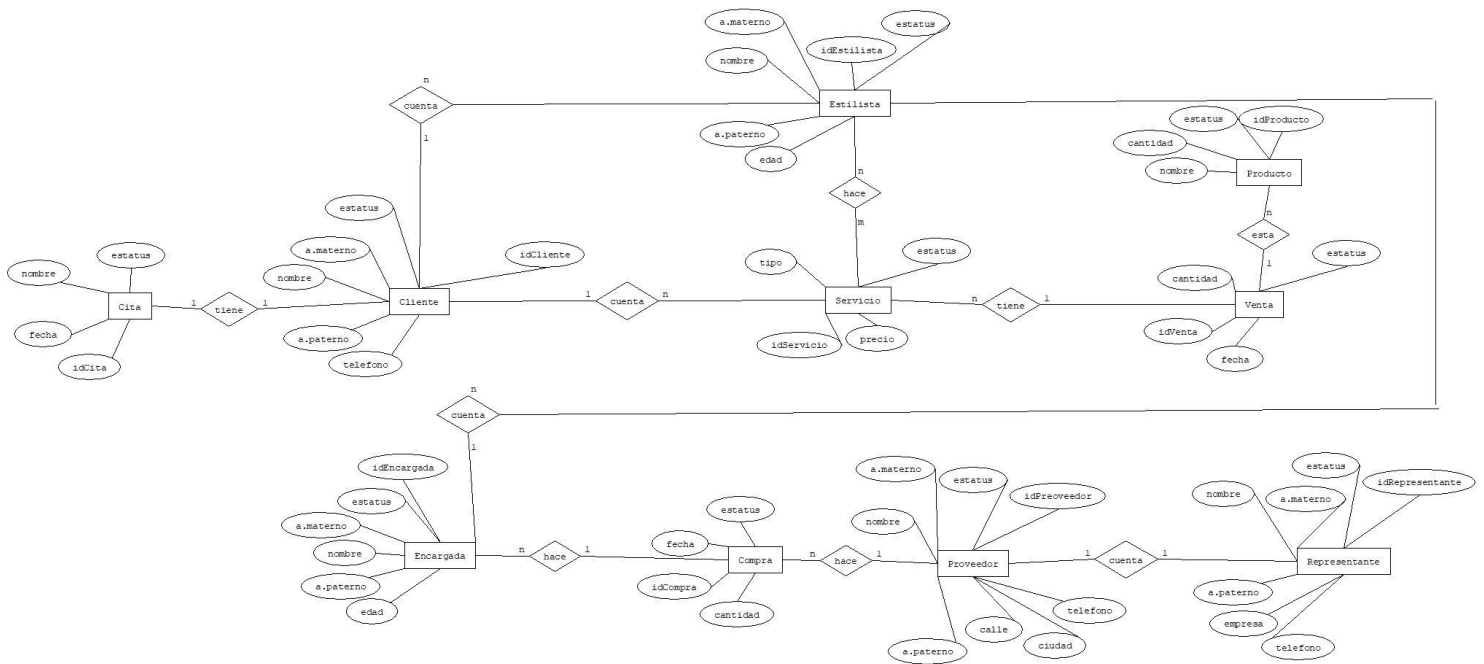 a.materno
estatus
idEstilista
nombre
n
cuenta
Estilista
1
a.paterno
edad
estatus
idProducto
cantidad
nombre
Producto
n
hace
m
n
esta
1
estatus
a.materno
idCliente
nombre
Cliente
a.paterno
telefono
estatus
nombre
Cita
fecha
idCita
1
tiene
1
1
cuenta
n
tipo
estatus
Servicio
idServicio
precio
n
tiene
1
estatus
cantidad
Venta
idVenta
fecha
n
cuenta
1
idEncargada
estatus
a.materno
nombre
Encargada
a.paterno
edad
n
hace
1
estatus
fecha
Compra
idCompra
cantidad
n
hace
1
a.materno
estatus
idPreoveedor
nombre
Proveedor
telefono
calle
ciudad
a.paterno
1
cuenta
1
estatus
idRepresentante
nombre
a.materno
Representante
a.paterno
empresa
telefono